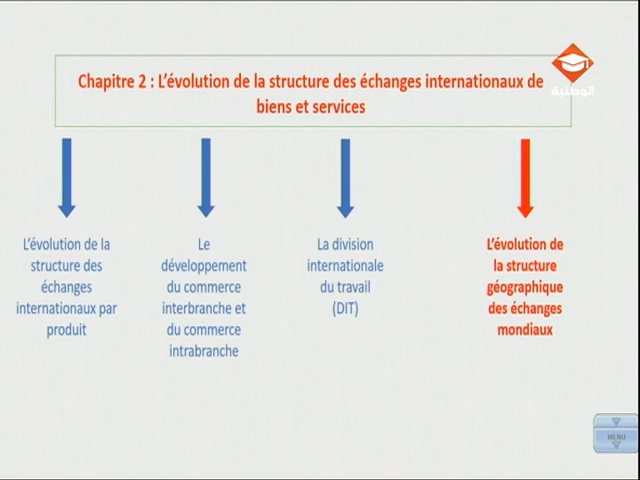 Chapitre 2 : L'évolution de la structure des échanges internationaux de
biens et services
الوطنية
L'évolution de la
structure des
échanges
internationaux par
produit
Le
développement
du commerce
interbranche et
du commerce
intrabranche
La division
internationale
du travail
(DIT)
L'évolution de
la structure
géographique
des échanges
mondiaux
MENU